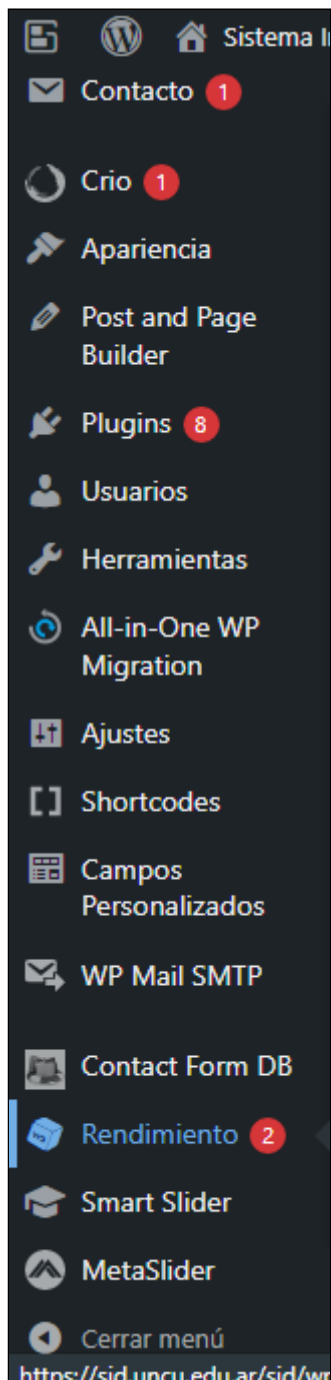 Sistema
Contacto 1
Crio 1
Apariencia
Post and Page
Builder
Plugins 8
Usuarios
Herramientas
All-in-One WP
Migration
Ajustes
Shortcodes
Campos
Personalizados
WP Mail SMTP
Contact Form DB
Rendimiento 2
Smart Slider
MetaSlider
Cerrar menú
https://sid.uncu.edu.ar/sid/wp